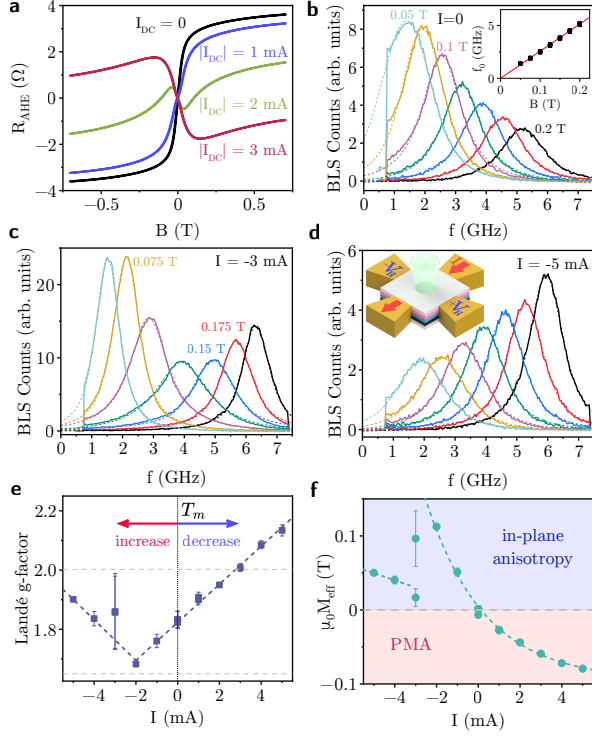 a
I_DC = 0
|I_DC| = 1 mA
|I_DC| = 2 mA
|I_DC| = 3 mA
R_AHE (Ω)
4
2
0
−2
−4
−0.5
0
0.5
B (T)
b
0.05 T
I=0
0.1 T
0.2 T
f₀ (GHz)
5
0
0
0.1
0.2
B (T)
BLS Counts (arb. units)
8
6
4
2
0
0 1 2 3 4 5 6 7
f (GHz)
c
0.075 T
I = -3 mA
0.175 T
0.15 T
BLS Counts (arb. units)
20
10
0
0 1 2 3 4 5 6 7
f (GHz)
d
I = -5 mA
-V_g
I
-V_g
BLS Counts (arb. units)
6
4
2
0
0 1 2 3 4 5 6 7
f (GHz)
e
T_m
increase
decrease
Landé g-factor
2.2
2.0
1.8
−4 −2 0 2 4
I (mA)
f
in-plane
anisotropy
PMA
μ₀M_eff (T)
0.1
0
−0.1
−4 −2 0 2 4
I (mA)